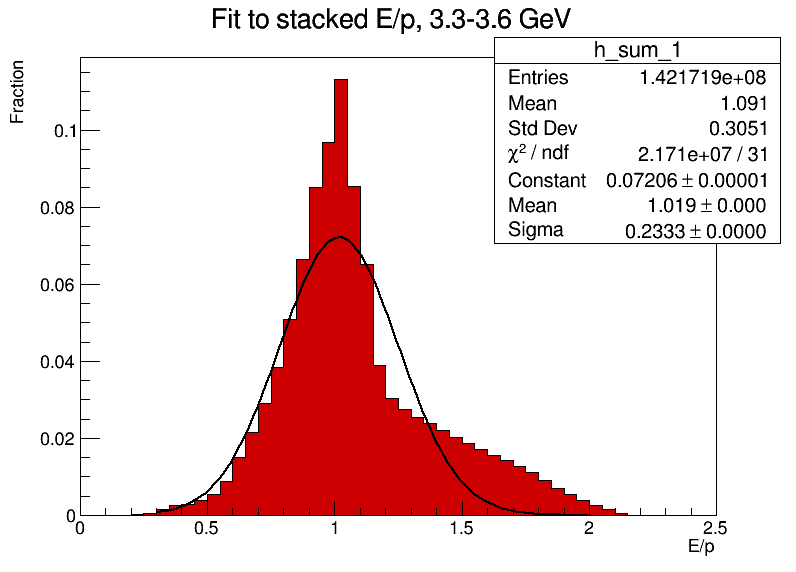 Fit to stacked E/p, 3.3-3.6 GeV
h_sum_1
Entries 1.421719e+08
Mean 1.091
Std Dev 0.3051
χ² / ndf 2.171e+07 / 31
Constant 0.07206 ± 0.00001
Mean 1.019 ± 0.000
Sigma 0.2333 ± 0.0000
Fraction
0.1
0.08
0.06
0.04
0.02
0
0 0.5 1 1.5 2 2.5
E/p